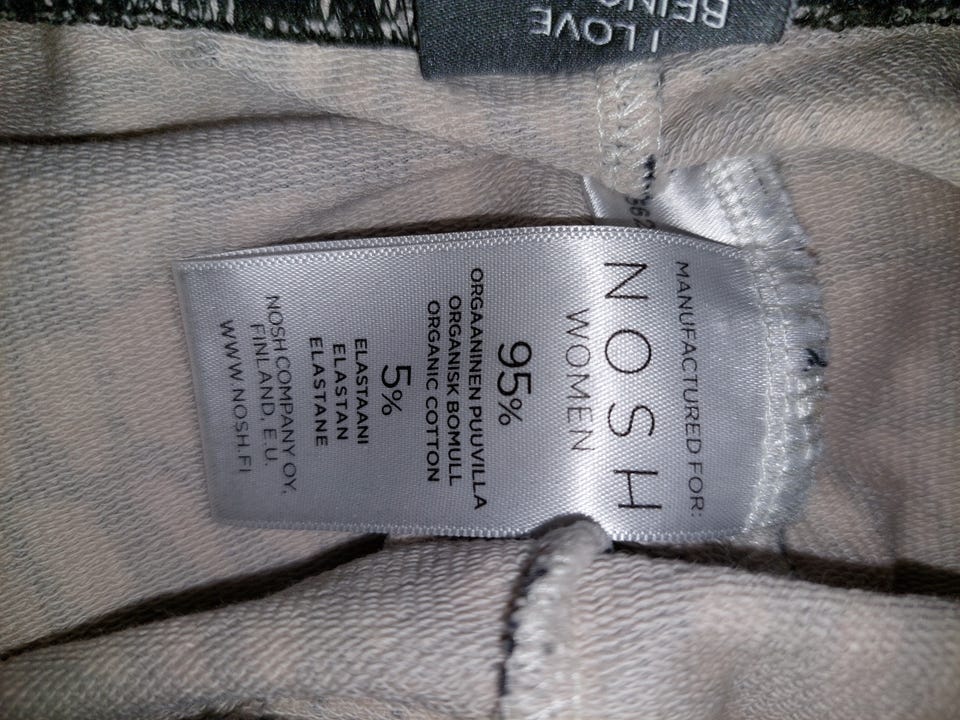 I LOVE
BEING
MANUFACTURED FOR:
NOSH
WOMEN
95%
ORGAANINEN PUUVILLA
ORGANISK BOMULL
ORGANIC COTTON
5%
ELASTAANI
ELASTAN
ELASTANE
NOSH COMPANY OY,
FINLAND, E.U.
WWW.NOSH.FI